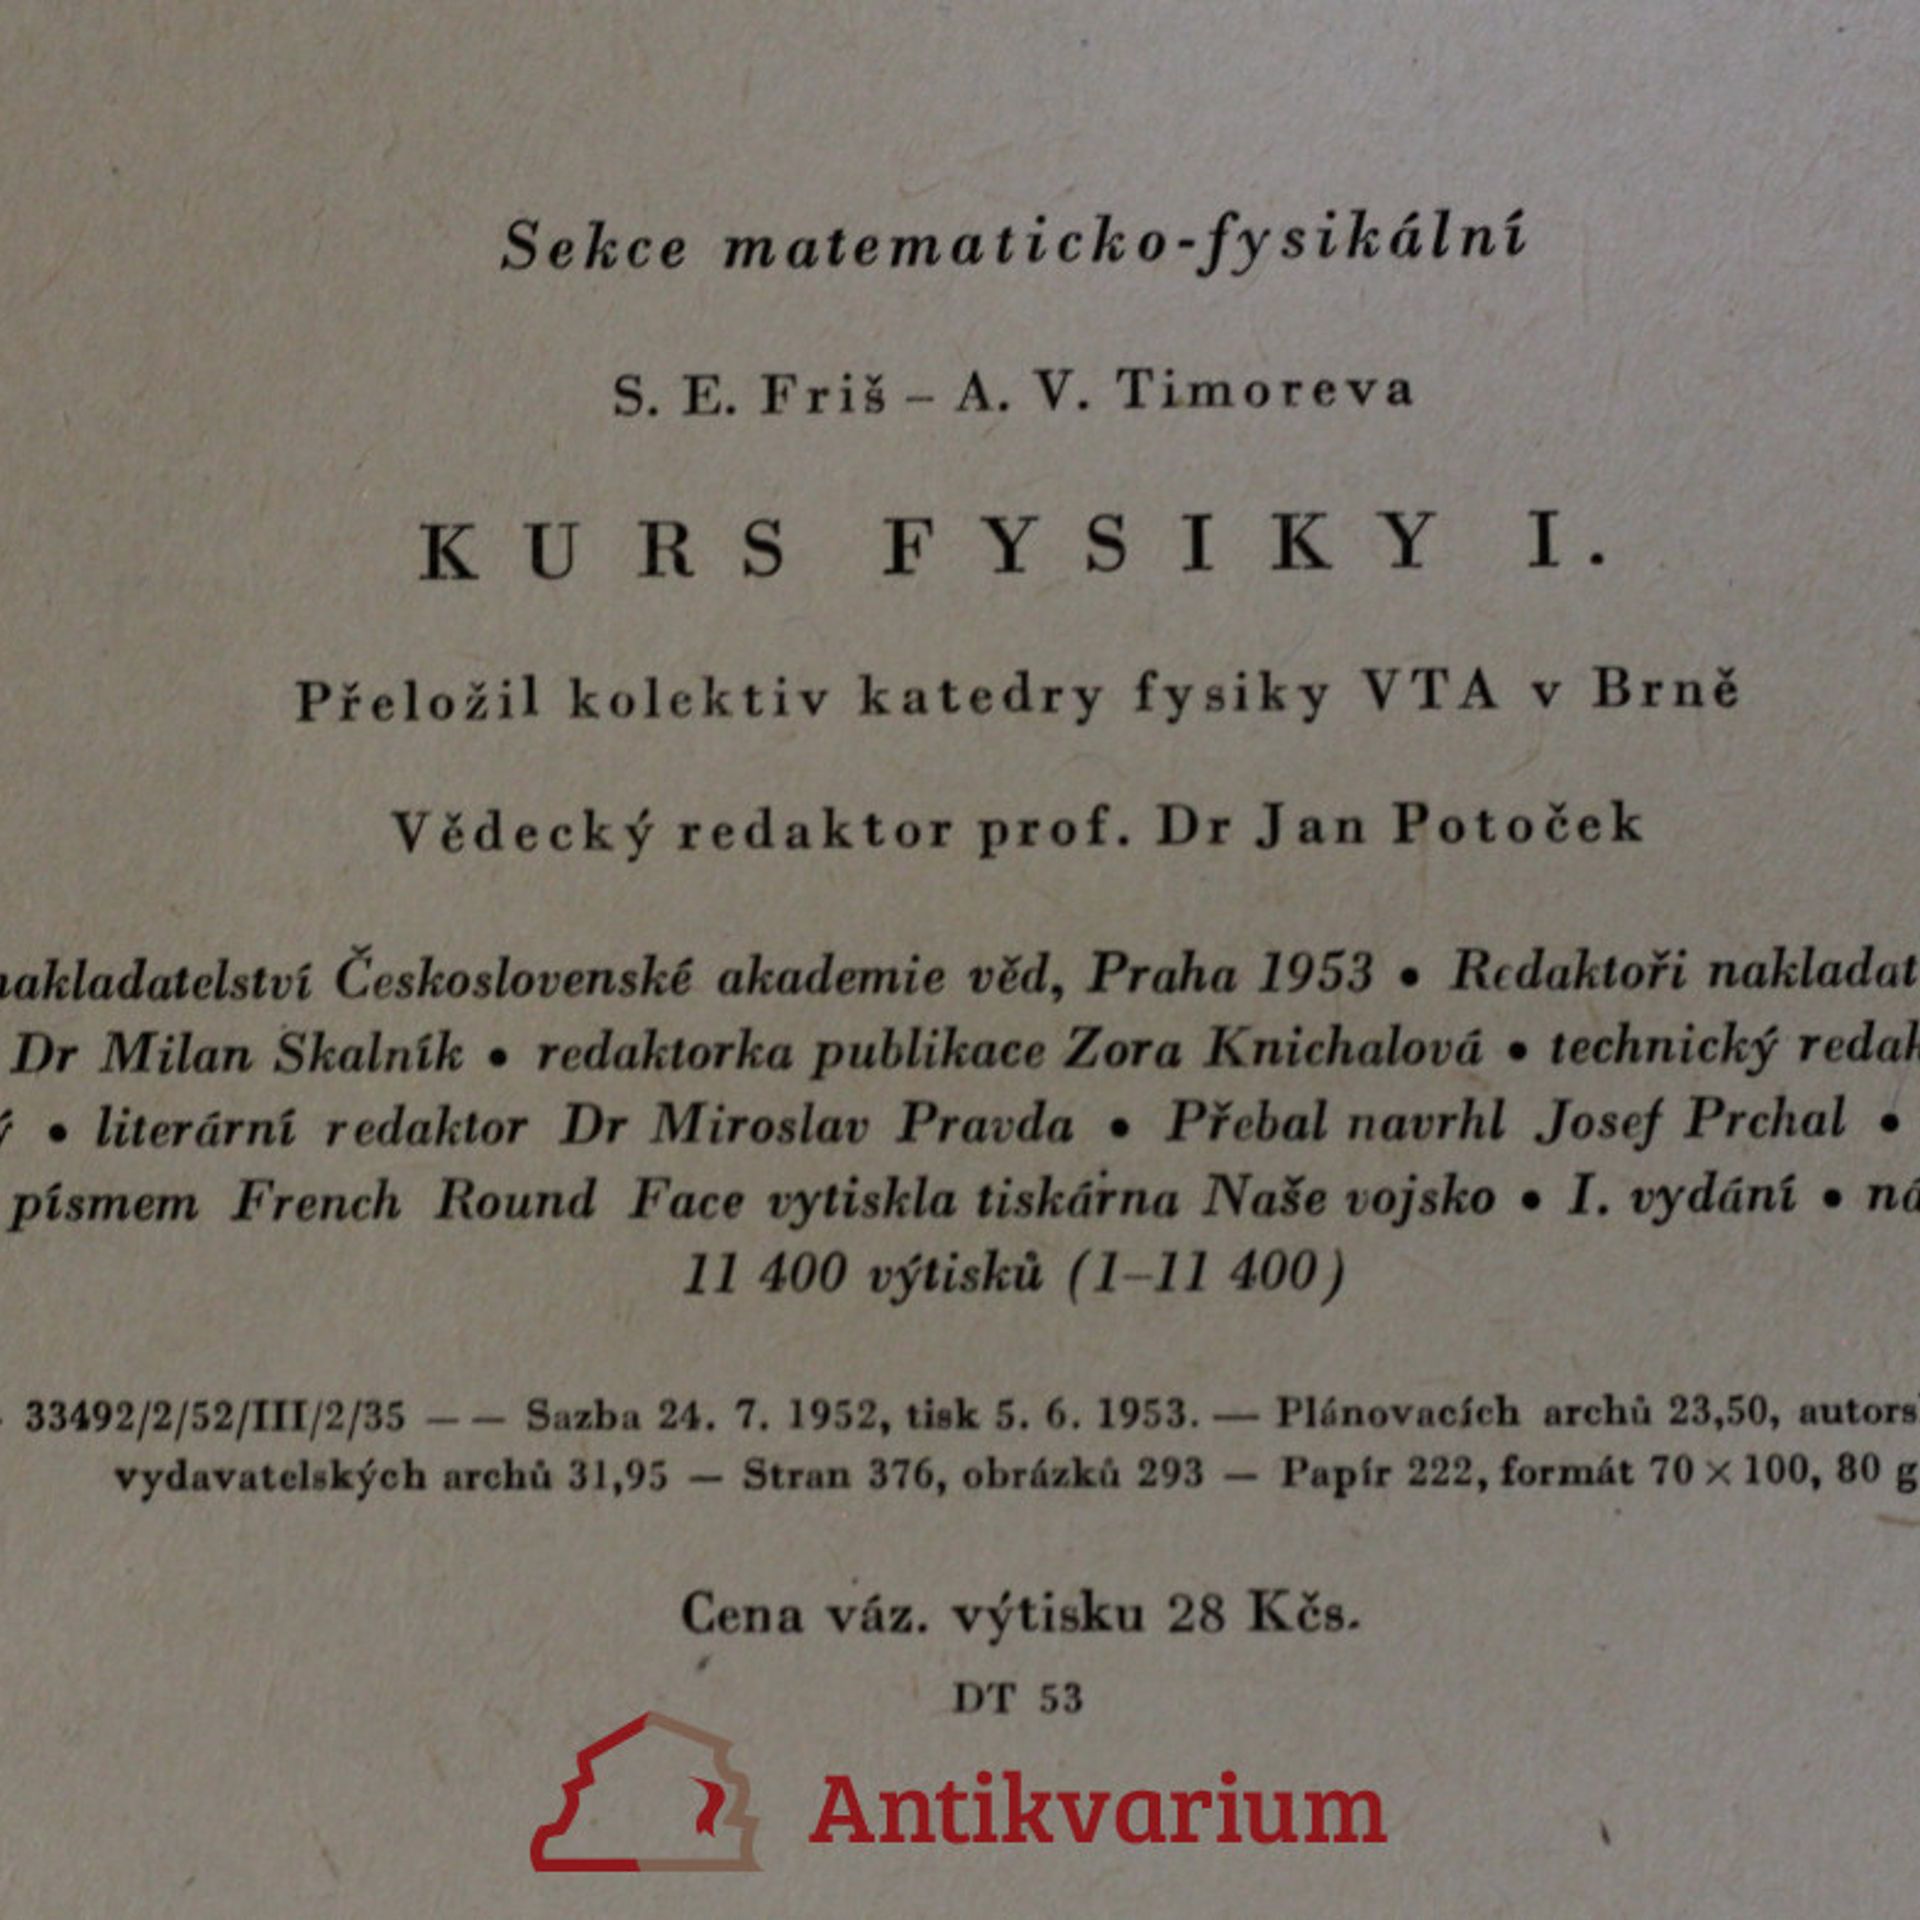 Sekce matematicko-fysikální
S. E. Friš – A. V. Timoreva
KURS FYSIKY I.
Přeložil kolektiv katedry fysiky VTA v Brně
Vědecký redaktor prof. Dr Jan Potoček
nakladatelství Československé akademie věd, Praha 1953 • Redaktoři nakladat
Dr Milan Skalník • redaktorka publikace Zora Knichalová • technický redak
ý • literární redaktor Dr Miroslav Pravda • Přebal navrhl Josef Prchal •
písmem French Round Face vytiskla tiskárna Naše vojsko • I. vydání • ná
11 400 výtisků (1–11 400)
33492/2/52/III/2/35 — — Sazba 24. 7. 1952, tisk 5. 6. 1953. — Plánovacích archů 23,50, autors
vydavatelských archů 31,95 — Stran 376, obrázků 293 — Papír 222, formát 70 × 100, 80 g
Cena váz. výtisku 28 Kčs.
DT 53
Antikvarium